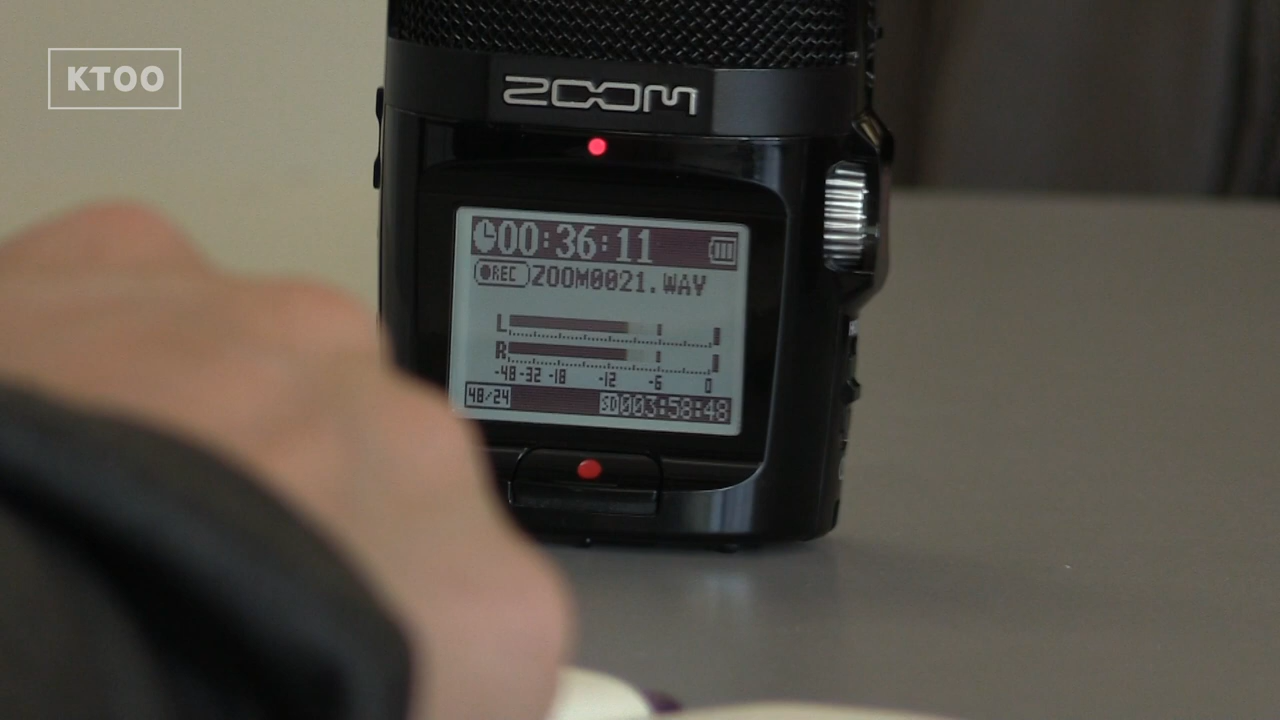 KTOO
ZOOM
00:36:11
REC ZOOM0021.WAV
L
R
-48 -32 -18 -12 -6 0
48/24 SD 003:58:48